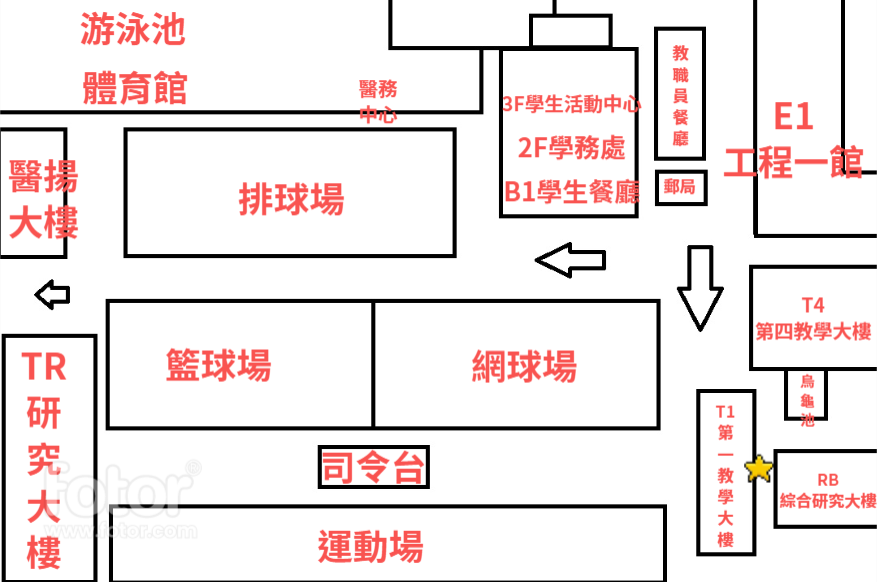 游泳池
體育館
醫務
中心
3F學生活動中心
2F學務處
B1學生餐廳
教
職
員
餐
廳
郵局
E1
工程一館
醫揚
大樓
排球場
T4
第四教學大樓
烏
龜
池
籃球場
網球場
TR
研
究
大
樓
T1
第
一
教
學
大
樓
RB
綜合研究大樓
司令台
運動場
fotor®
www.fotor.com